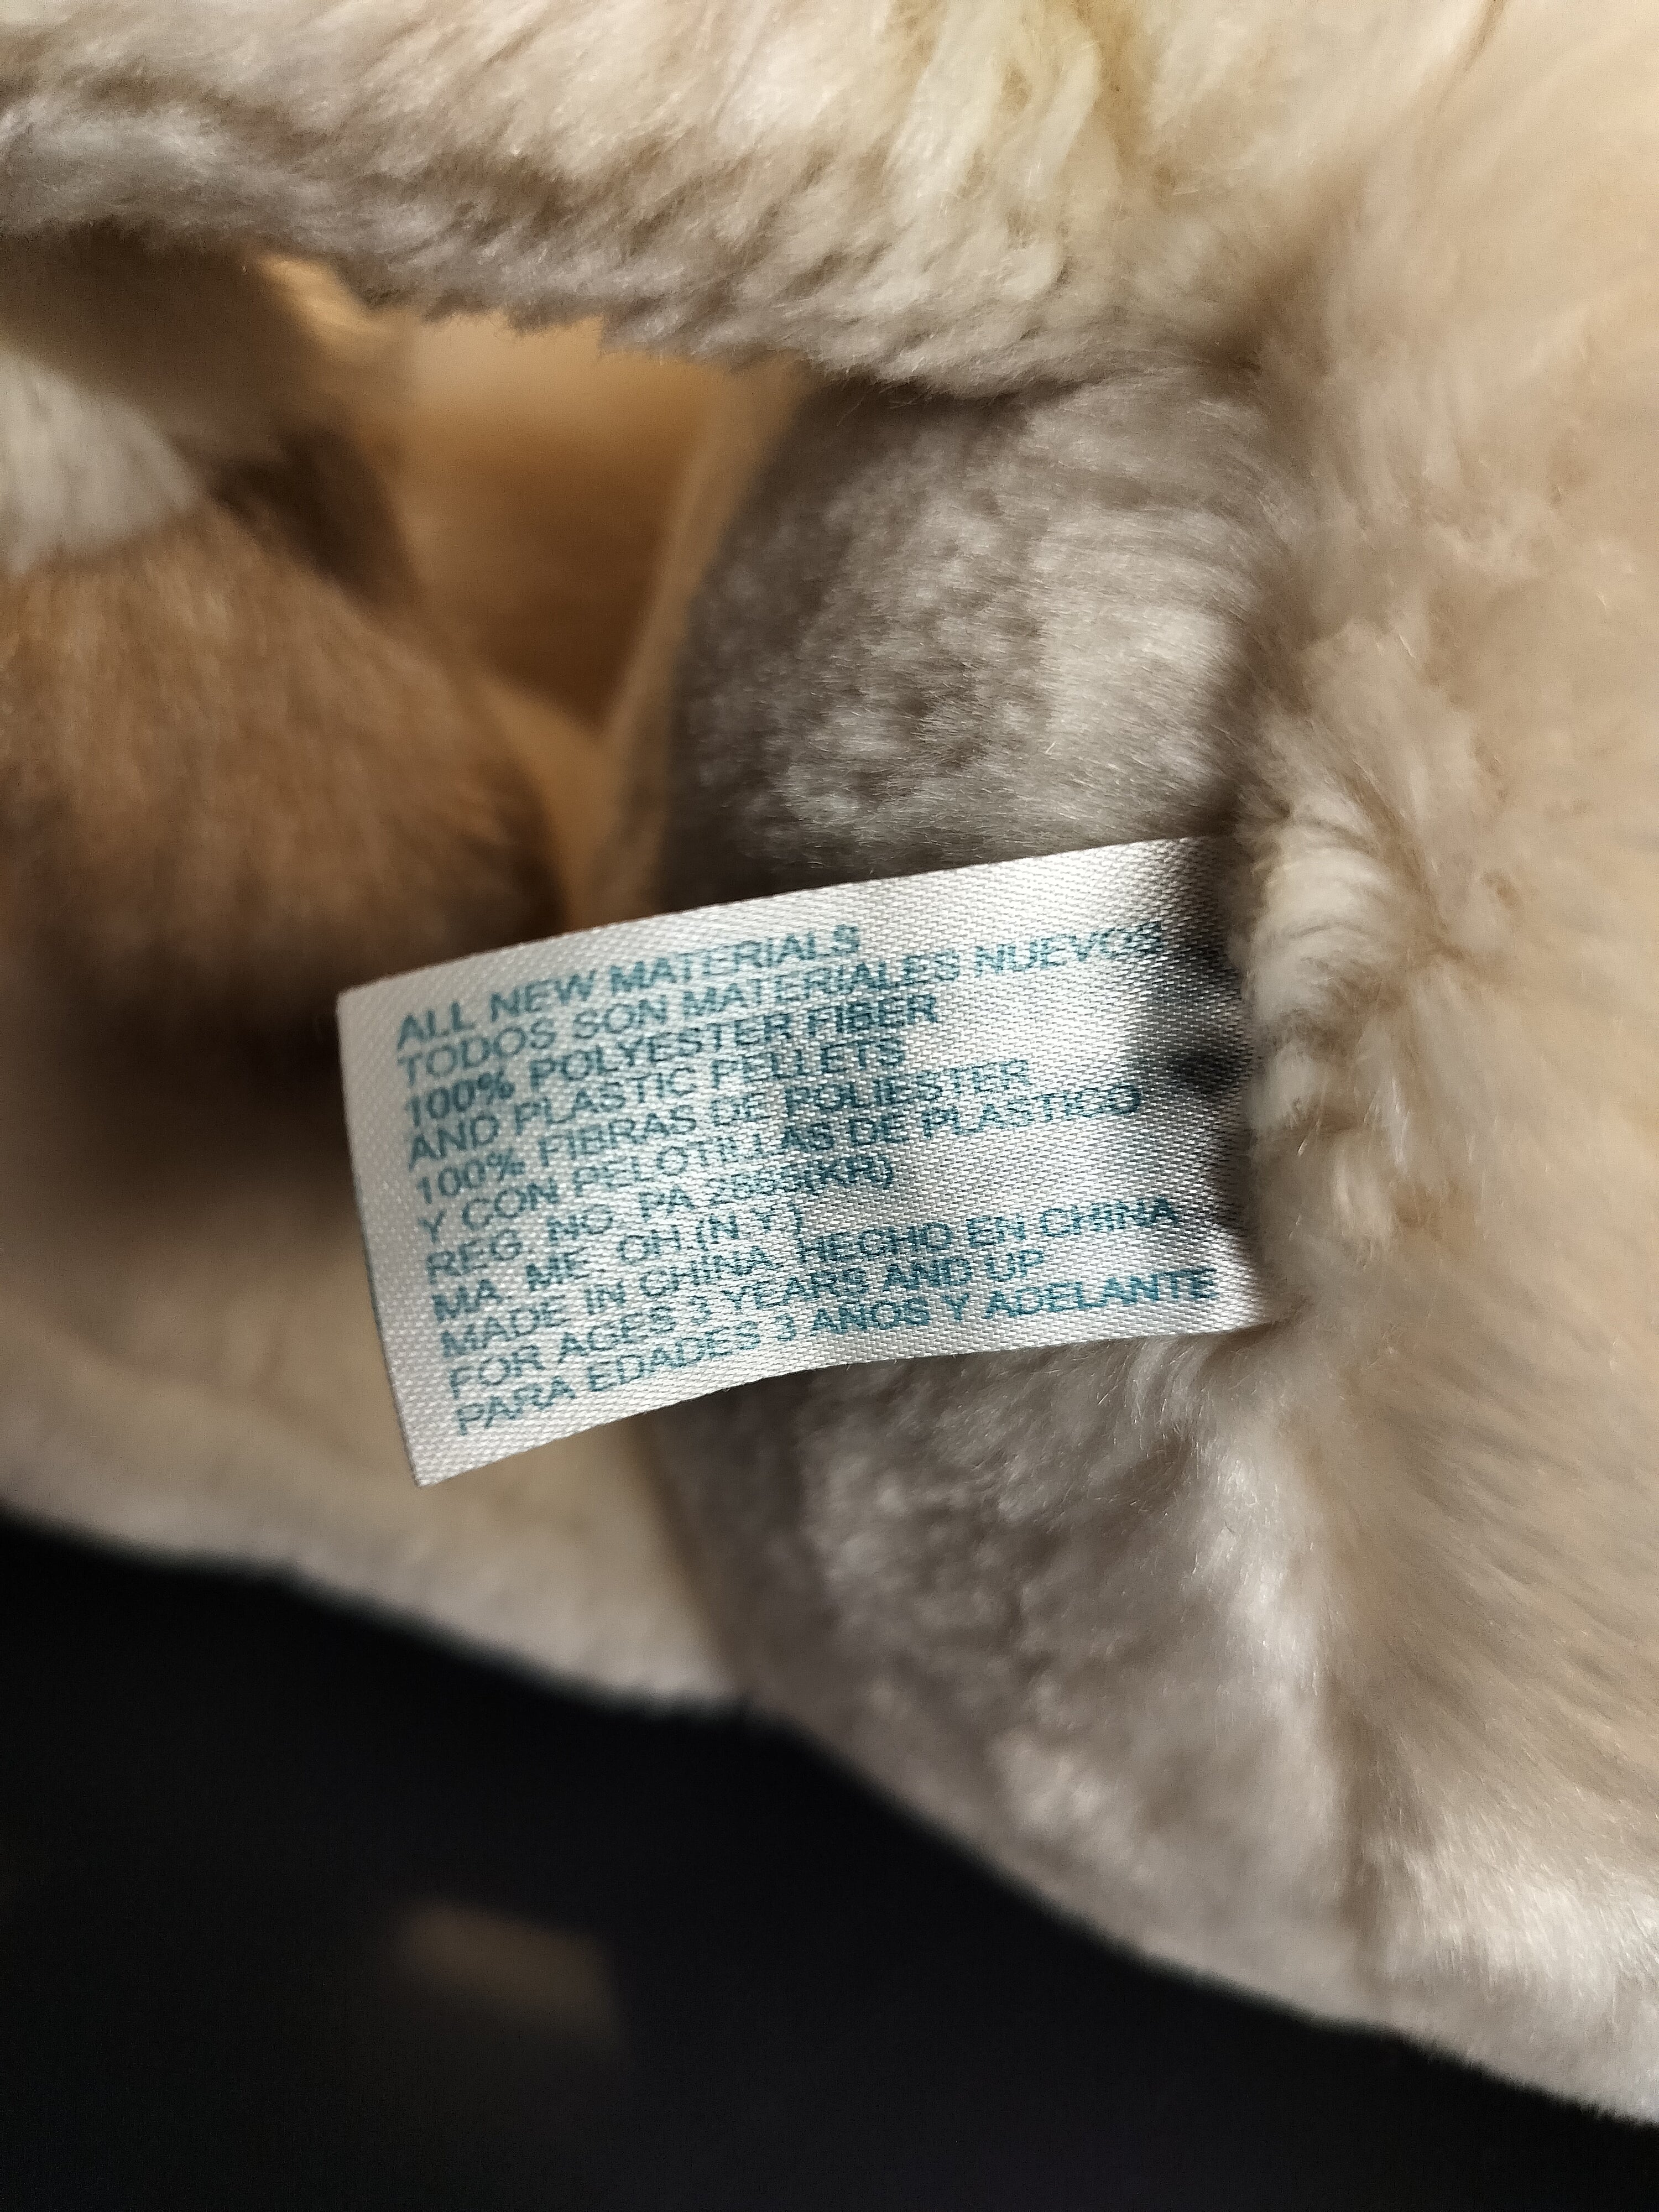 ALL NEW MATERIALS
TODOS SON MATERIALES NUEVOS
100% POLYESTER FIBER
AND PLASTIC PELLETS
100% FIBRAS DE POLIESTER
Y CON PELOTILLAS DE PLASTICO
REG. NO. PA (KR)
MA. ME.
MADE IN CHINA, HECHO EN CHINA
FOR AGES 3 YEARS AND UP
PARA EDADES 3 AÑOS Y ADELANTE